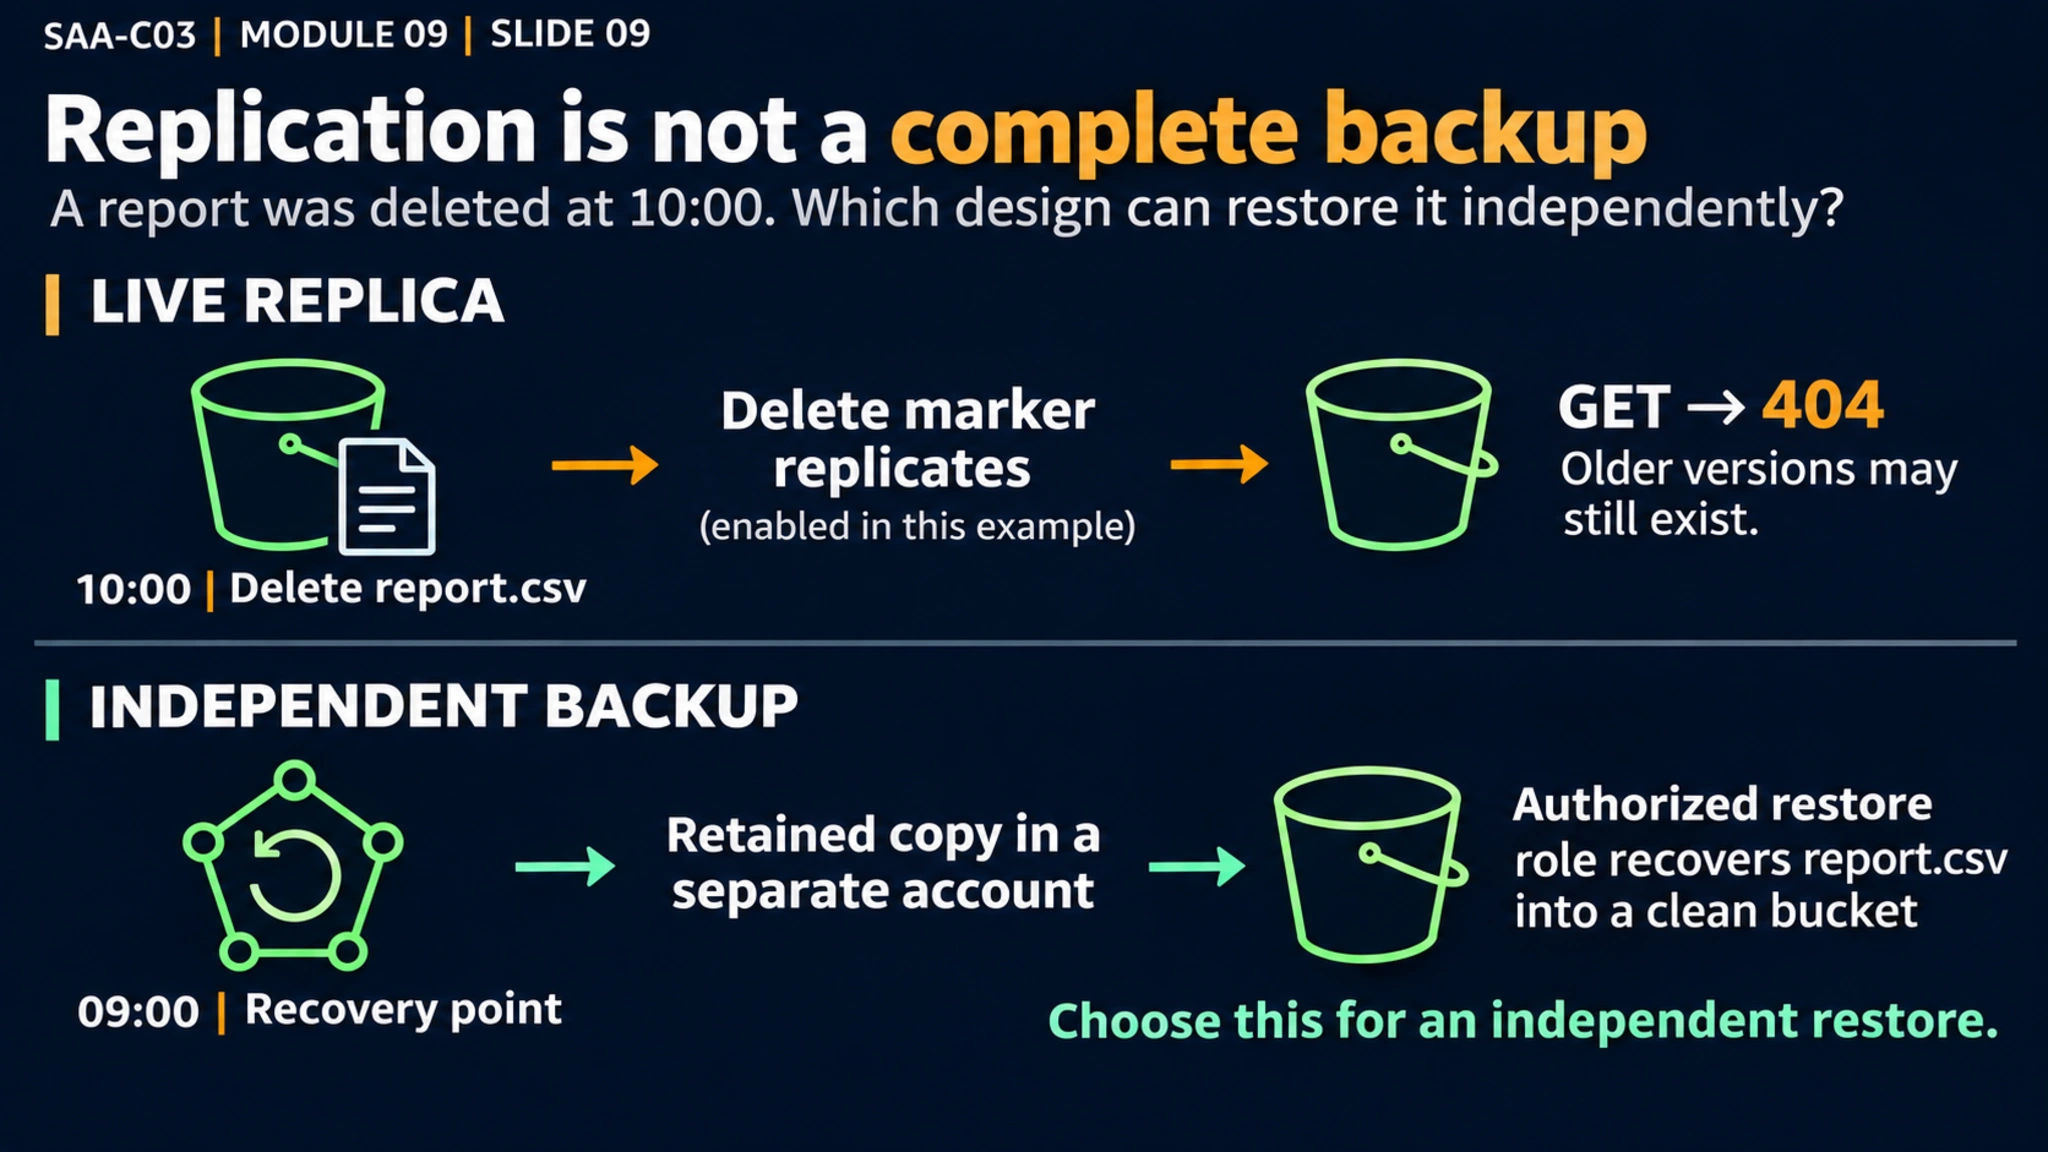 SAA-C03 | MODULE 09 | SLIDE 09
Replication is not a complete backup
A report was deleted at 10:00. Which design can restore it independently?
LIVE REPLICA
Delete marker
replicates
(enabled in this example)
GET → 404
Older versions may
still exist.
10:00 | Delete report.csv
INDEPENDENT BACKUP
Retained copy in a
separate account
Authorized restore
role recovers report.csv
into a clean bucket
09:00 | Recovery point
Choose this for an independent restore.